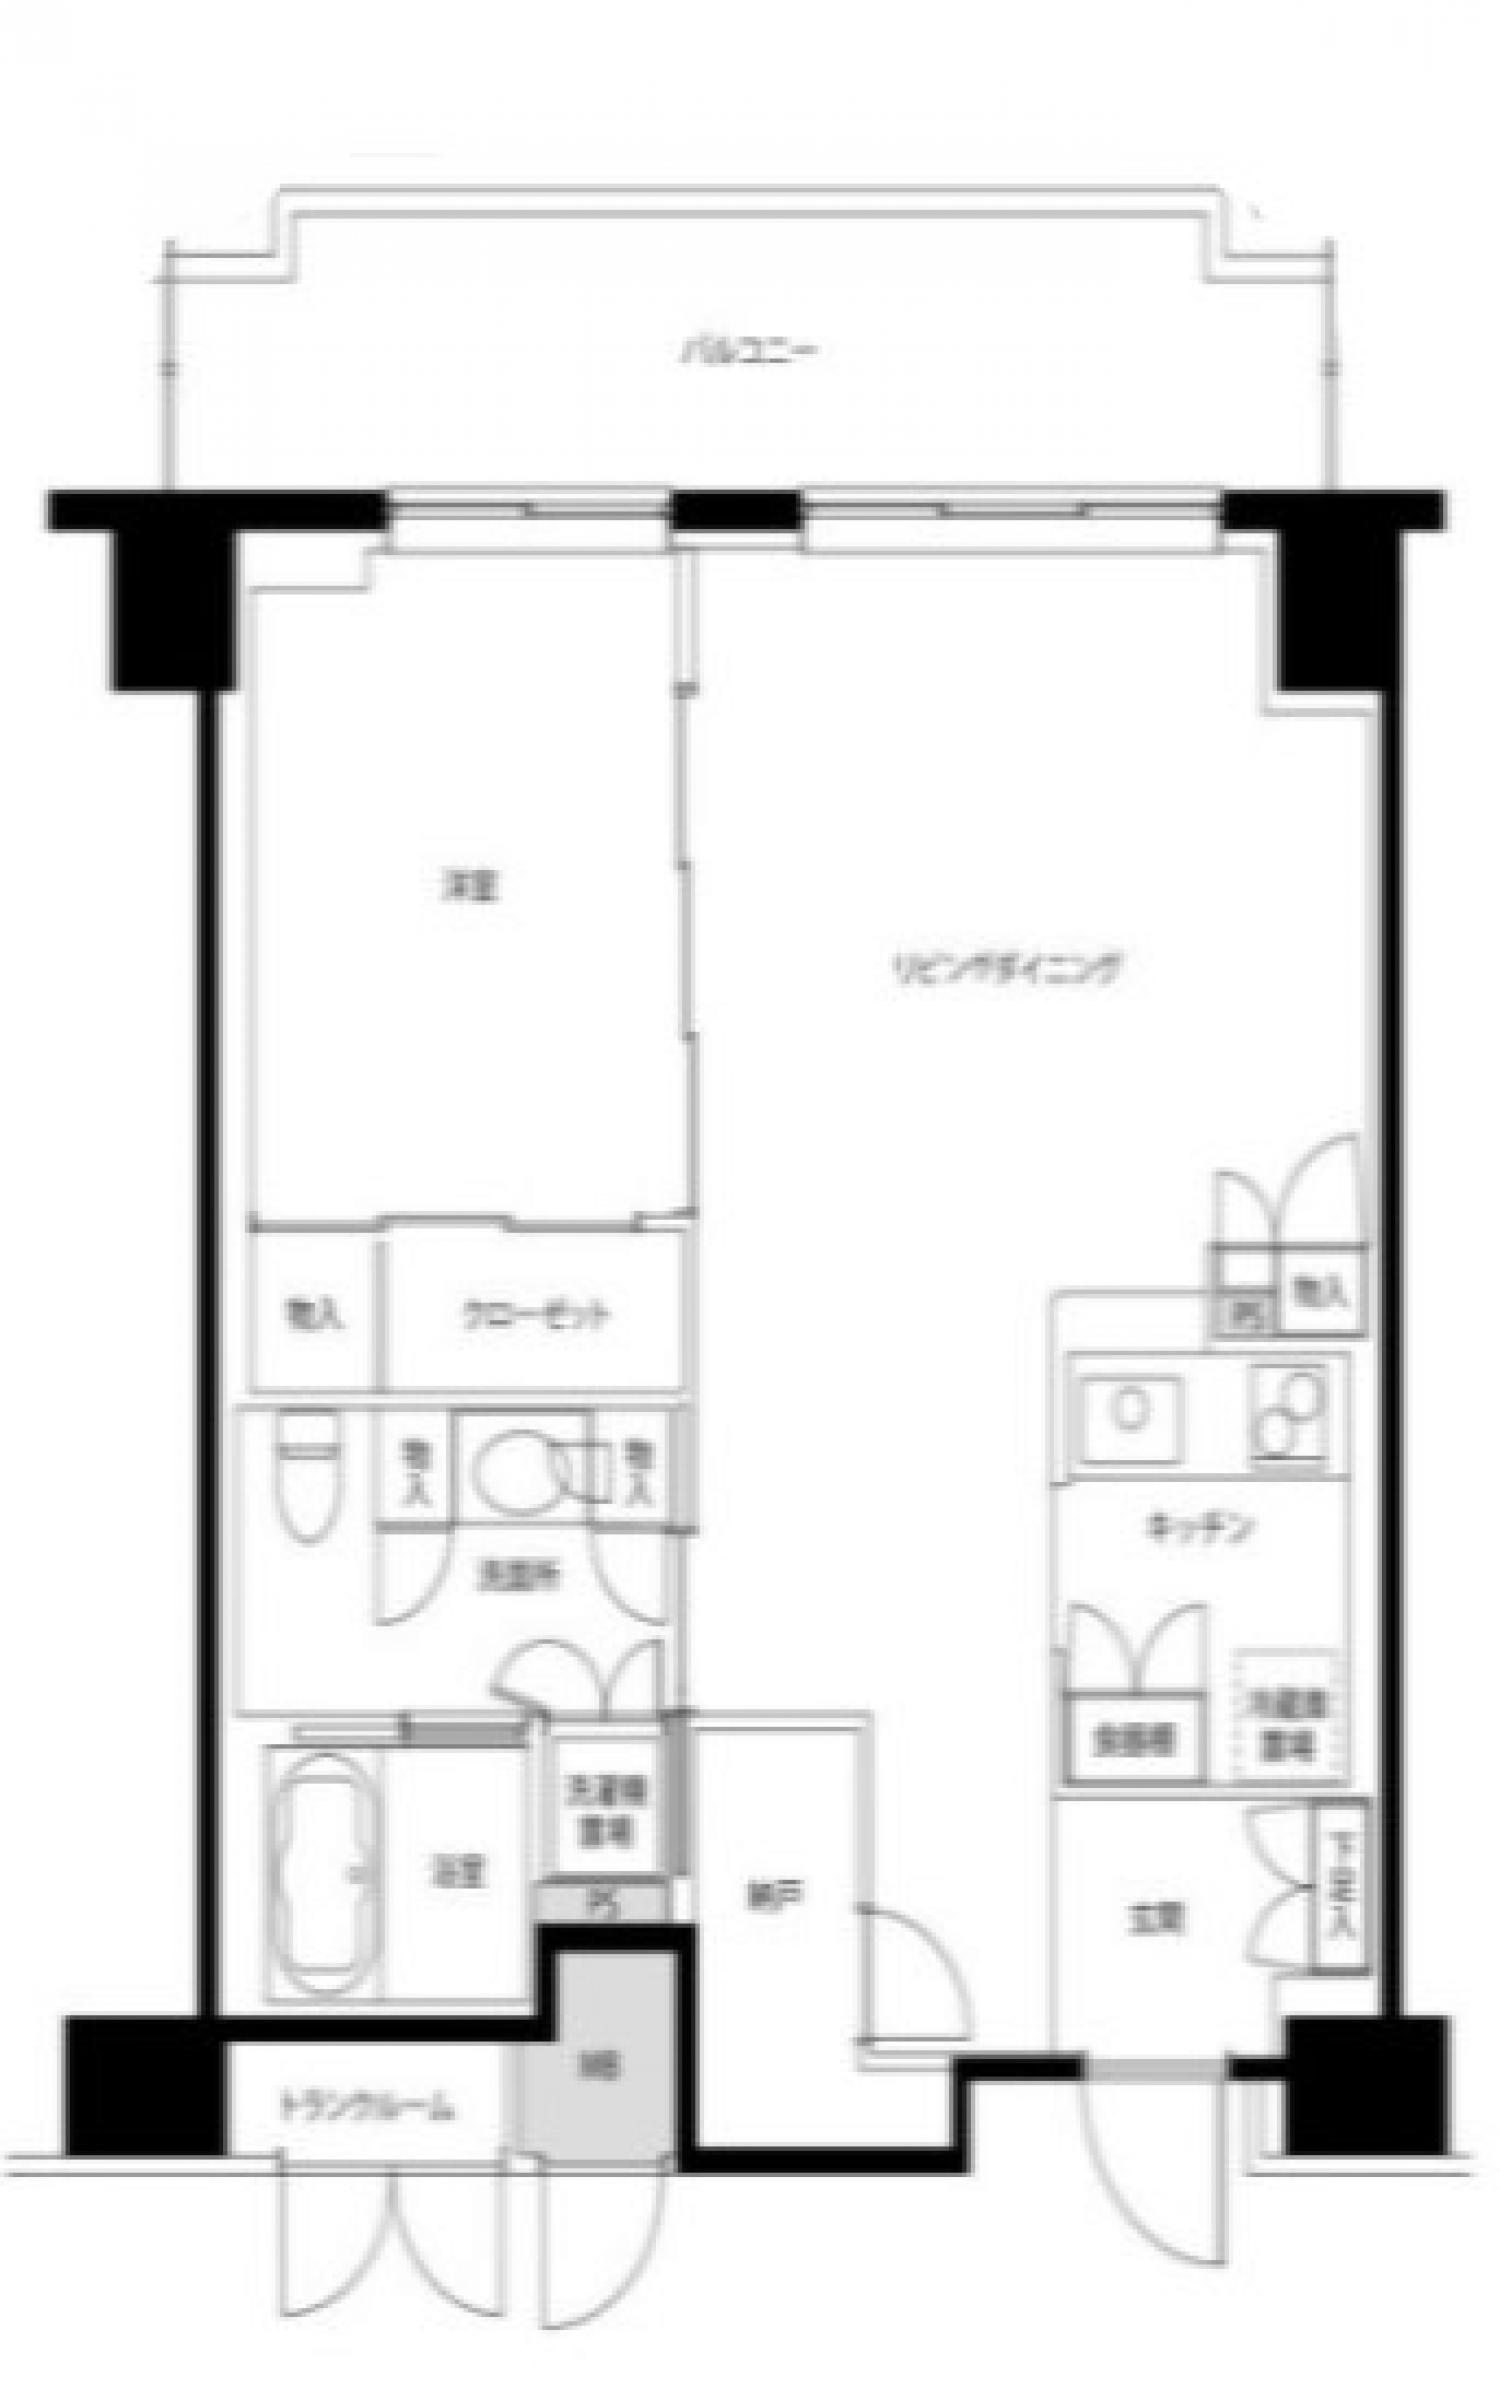 バルコニー
洋室
リビングダイニング
物入
PS
物入
クローゼット
物入
物入
洗面所
キッチン
食器棚
冷蔵庫
置場
洗濯機
置場
浴室
PS
納戸
玄関
下足入
MB
トランクルーム